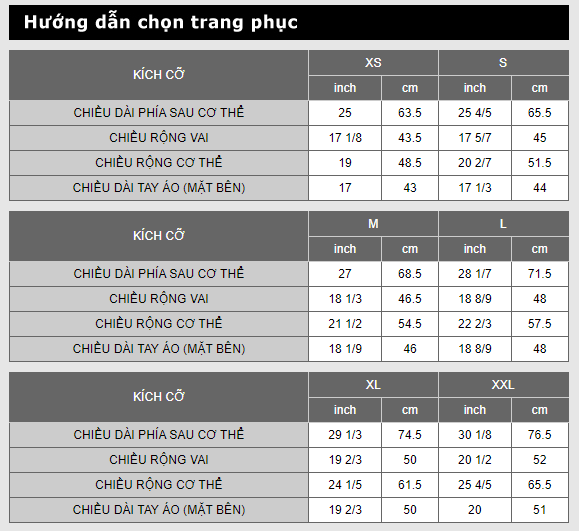 Hướng dẫn chọn trang phục
KÍCH CỠ XS S
inch cm inch cm
CHIỀU DÀI PHÍA SAU CƠ THỂ 25 63.5 25 4/5 65.5
CHIỀU RỘNG VAI 17 1/8 43.5 17 5/7 45
CHIỀU RỘNG CƠ THỂ 19 48.5 20 2/7 51.5
CHIỀU DÀI TAY ÁO (MẶT BÊN) 17 43 17 1/3 44
KÍCH CỠ M L
inch cm inch cm
CHIỀU DÀI PHÍA SAU CƠ THỂ 27 68.5 28 1/7 71.5
CHIỀU RỘNG VAI 18 1/3 46.5 18 8/9 48
CHIỀU RỘNG CƠ THỂ 21 1/2 54.5 22 2/3 57.5
CHIỀU DÀI TAY ÁO (MẶT BÊN) 18 1/9 46 18 8/9 48
KÍCH CỠ XL XXL
inch cm inch cm
CHIỀU DÀI PHÍA SAU CƠ THỂ 29 1/3 74.5 30 1/8 76.5
CHIỀU RỘNG VAI 19 2/3 50 20 1/2 52
CHIỀU RỘNG CƠ THỂ 24 1/5 61.5 25 4/5 65.5
CHIỀU DÀI TAY ÁO (MẶT BÊN) 19 2/3 50 20 51